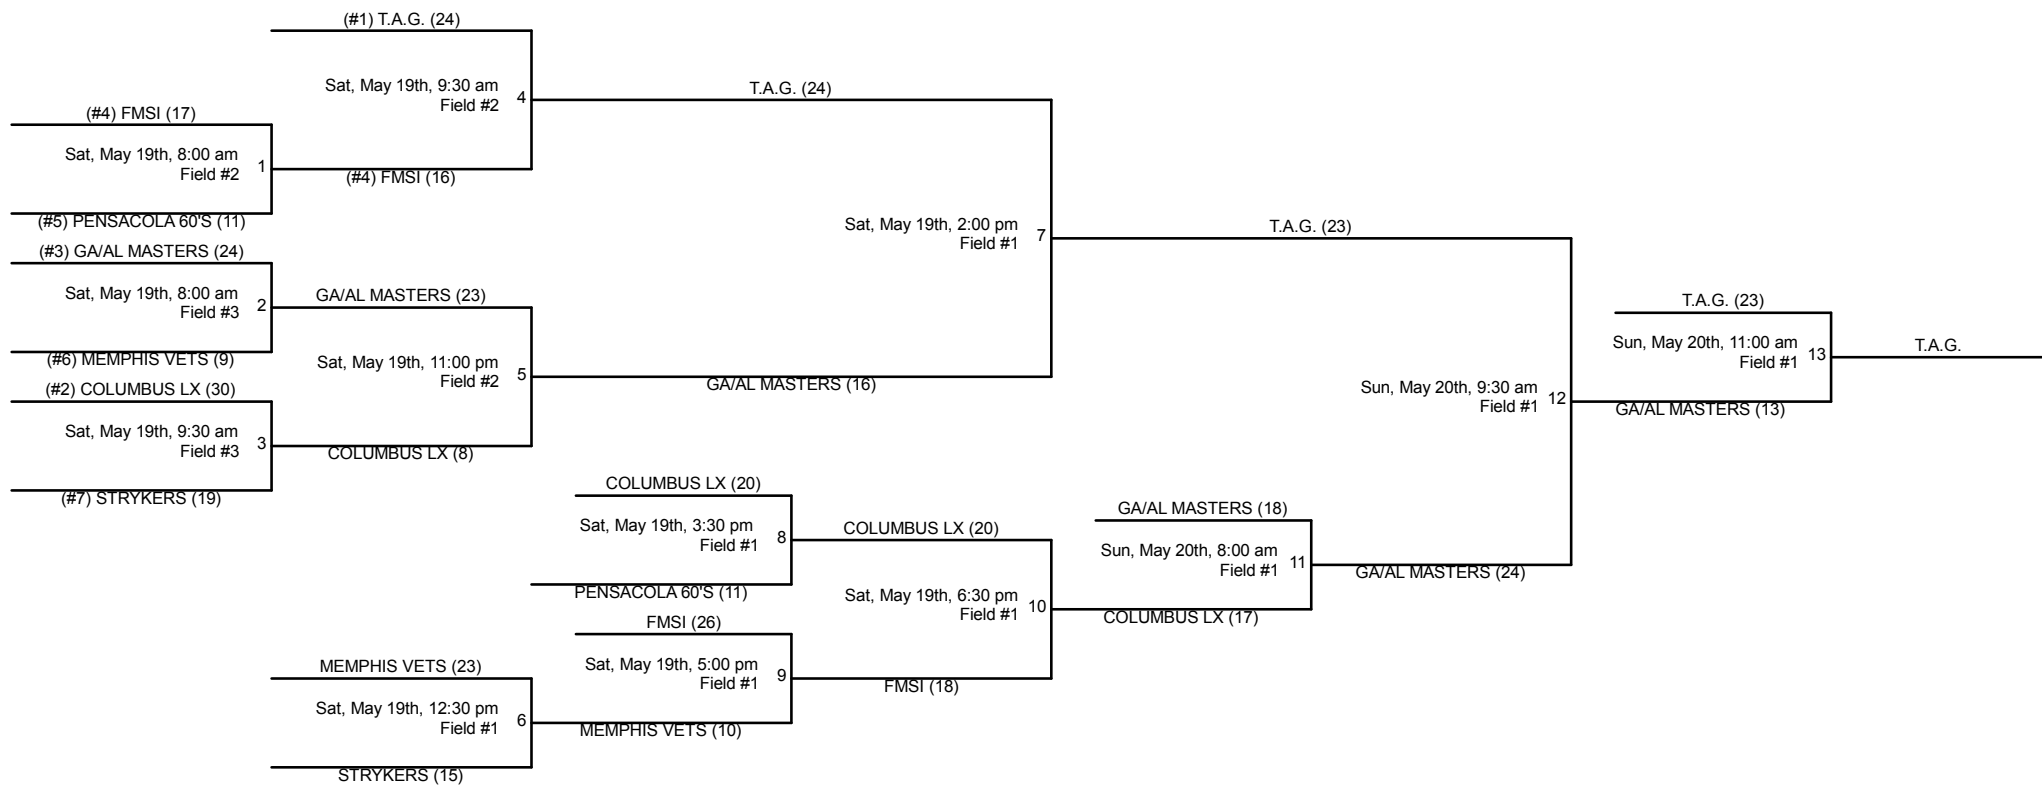 (#1) T.A.G. (24)
Sat, May 19th, 9:30 am
Field #2
4
T.A.G. (24)
(#4) FMSI (17)
Sat, May 19th, 8:00 am
Field #2
1
(#4) FMSI (16)
(#5) PENSACOLA 60'S (11)
Sat, May 19th, 2:00 pm
Field #1
7
T.A.G. (23)
(#3) GA/AL MASTERS (24)
Sat, May 19th, 8:00 am
Field #3
2
GA/AL MASTERS (23)
(#6) MEMPHIS VETS (9)
Sat, May 19th, 11:00 pm
Field #2
5
GA/AL MASTERS (16)
(#2) COLUMBUS LX (30)
Sat, May 19th, 9:30 am
Field #3
3
COLUMBUS LX (8)
(#7) STRYKERS (19)
T.A.G. (23)
Sun, May 20th, 11:00 am
Field #1
13
T.A.G.
Sun, May 20th, 9:30 am
Field #1
12
GA/AL MASTERS (13)
COLUMBUS LX (20)
Sat, May 19th, 3:30 pm
Field #1
8
COLUMBUS LX (20)
PENSACOLA 60'S (11)
GA/AL MASTERS (18)
Sun, May 20th, 8:00 am
Field #1
11
GA/AL MASTERS (24)
Sat, May 19th, 6:30 pm
Field #1
10
COLUMBUS LX (17)
FMSI (26)
Sat, May 19th, 5:00 pm
Field #1
9
FMSI (18)
MEMPHIS VETS (23)
Sat, May 19th, 12:30 pm
Field #1
6
MEMPHIS VETS (10)
STRYKERS (15)